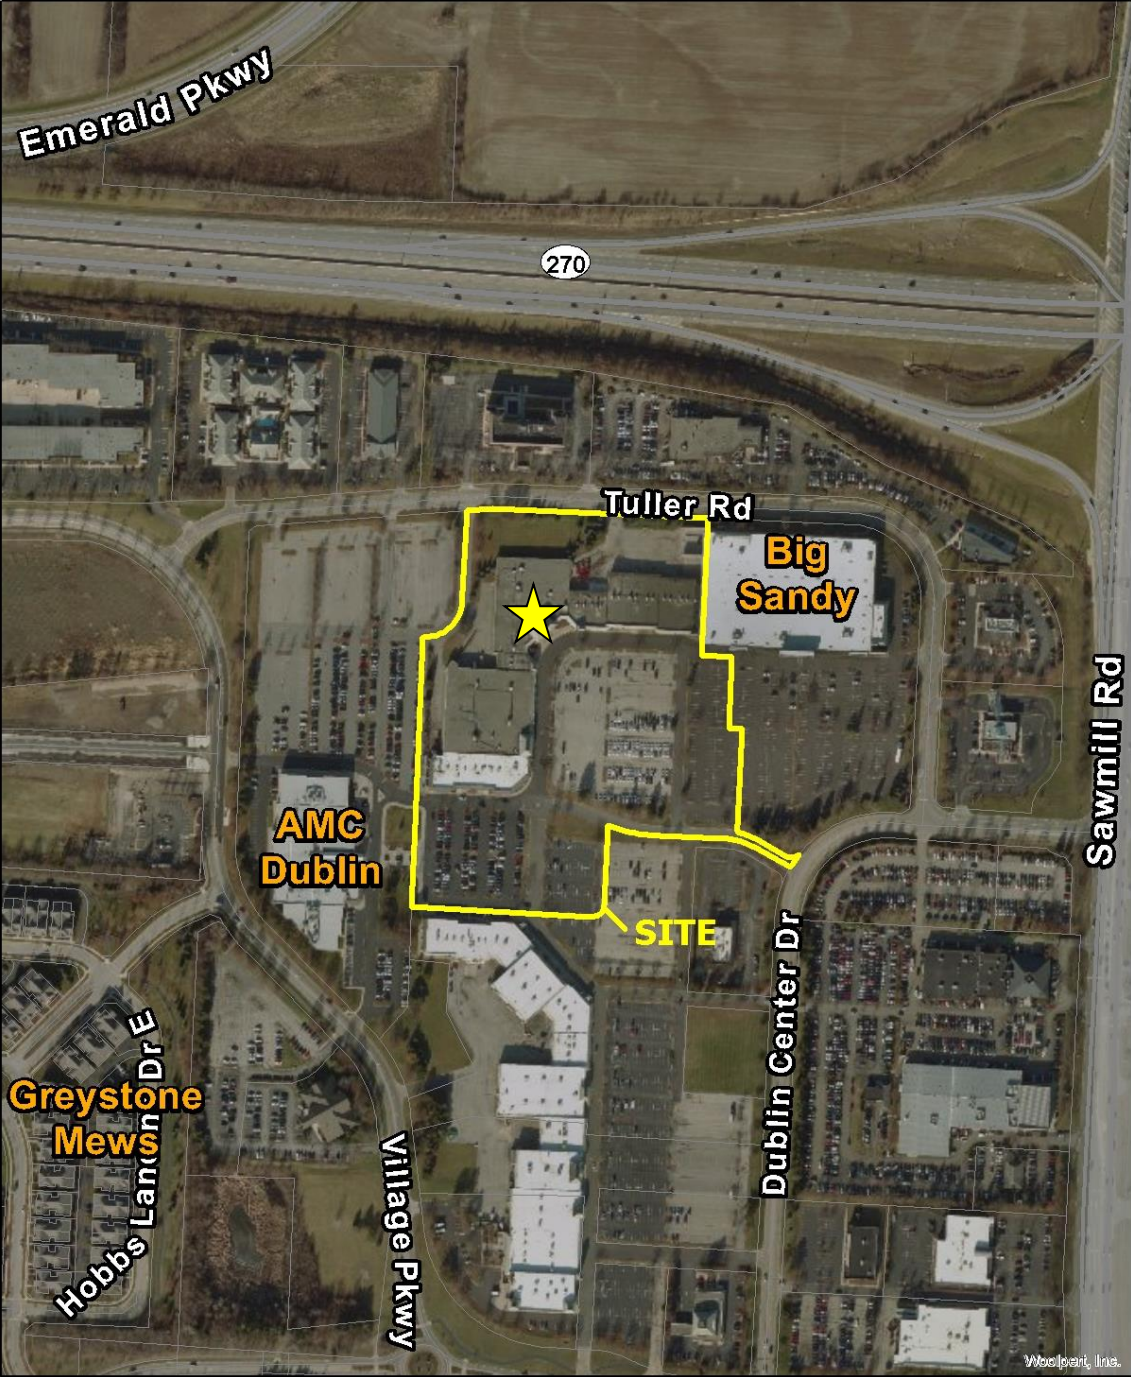 Emerald Pkwy
270
Tuller Rd
Big
Sandy
Sawmill Rd
AMC
Dublin
SITE
Dublin Center Dr
Greystone
Mews
Hobbs Landing Dr E
Village Pkwy
Woolpert, Inc.